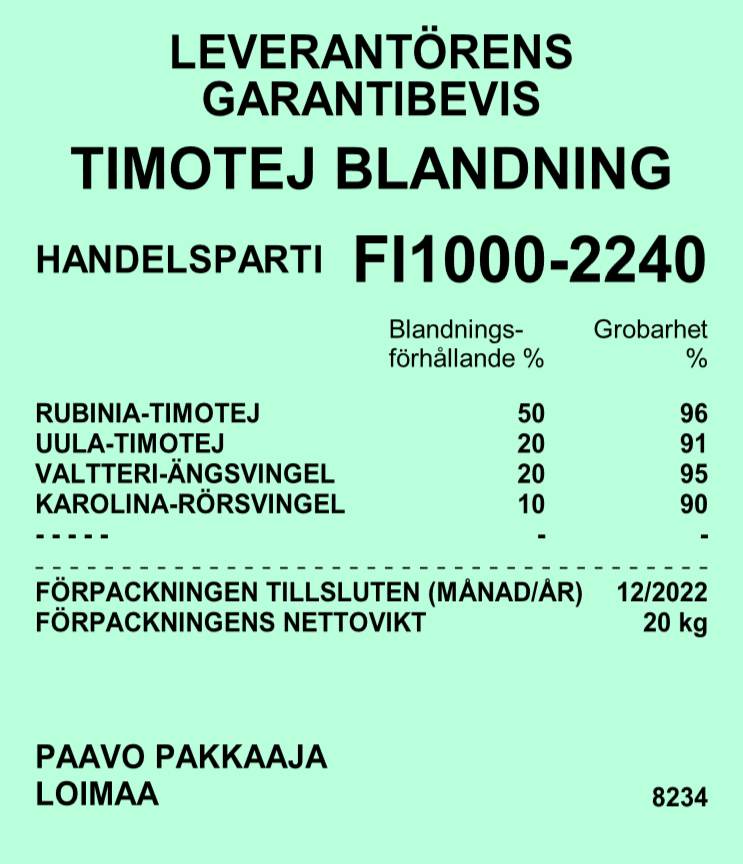 LEVERANTÖRENS
GARANTIBEVIS
TIMOTEJ BLANDNING
HANDELSPARTI FI1000-2240
Blandnings- Grobarhet
förhållande % %
RUBINIA-TIMOTEJ 50 96
UULA-TIMOTEJ 20 91
VALTTERI-ÄNGSVINGEL 20 95
KAROLINA-RÖRSVINGEL 10 90
- - - - - - -
- - - - - - - - - - - - - - - - - - - - - - - - - - - - - - - - - - - - - - -
FÖRPACKNINGEN TILLSLUTEN (MÅNAD/ÅR) 12/2022
FÖRPACKNINGENS NETTOVIKT 20 kg
PAAVO PAKKAAJA
LOIMAA 8234